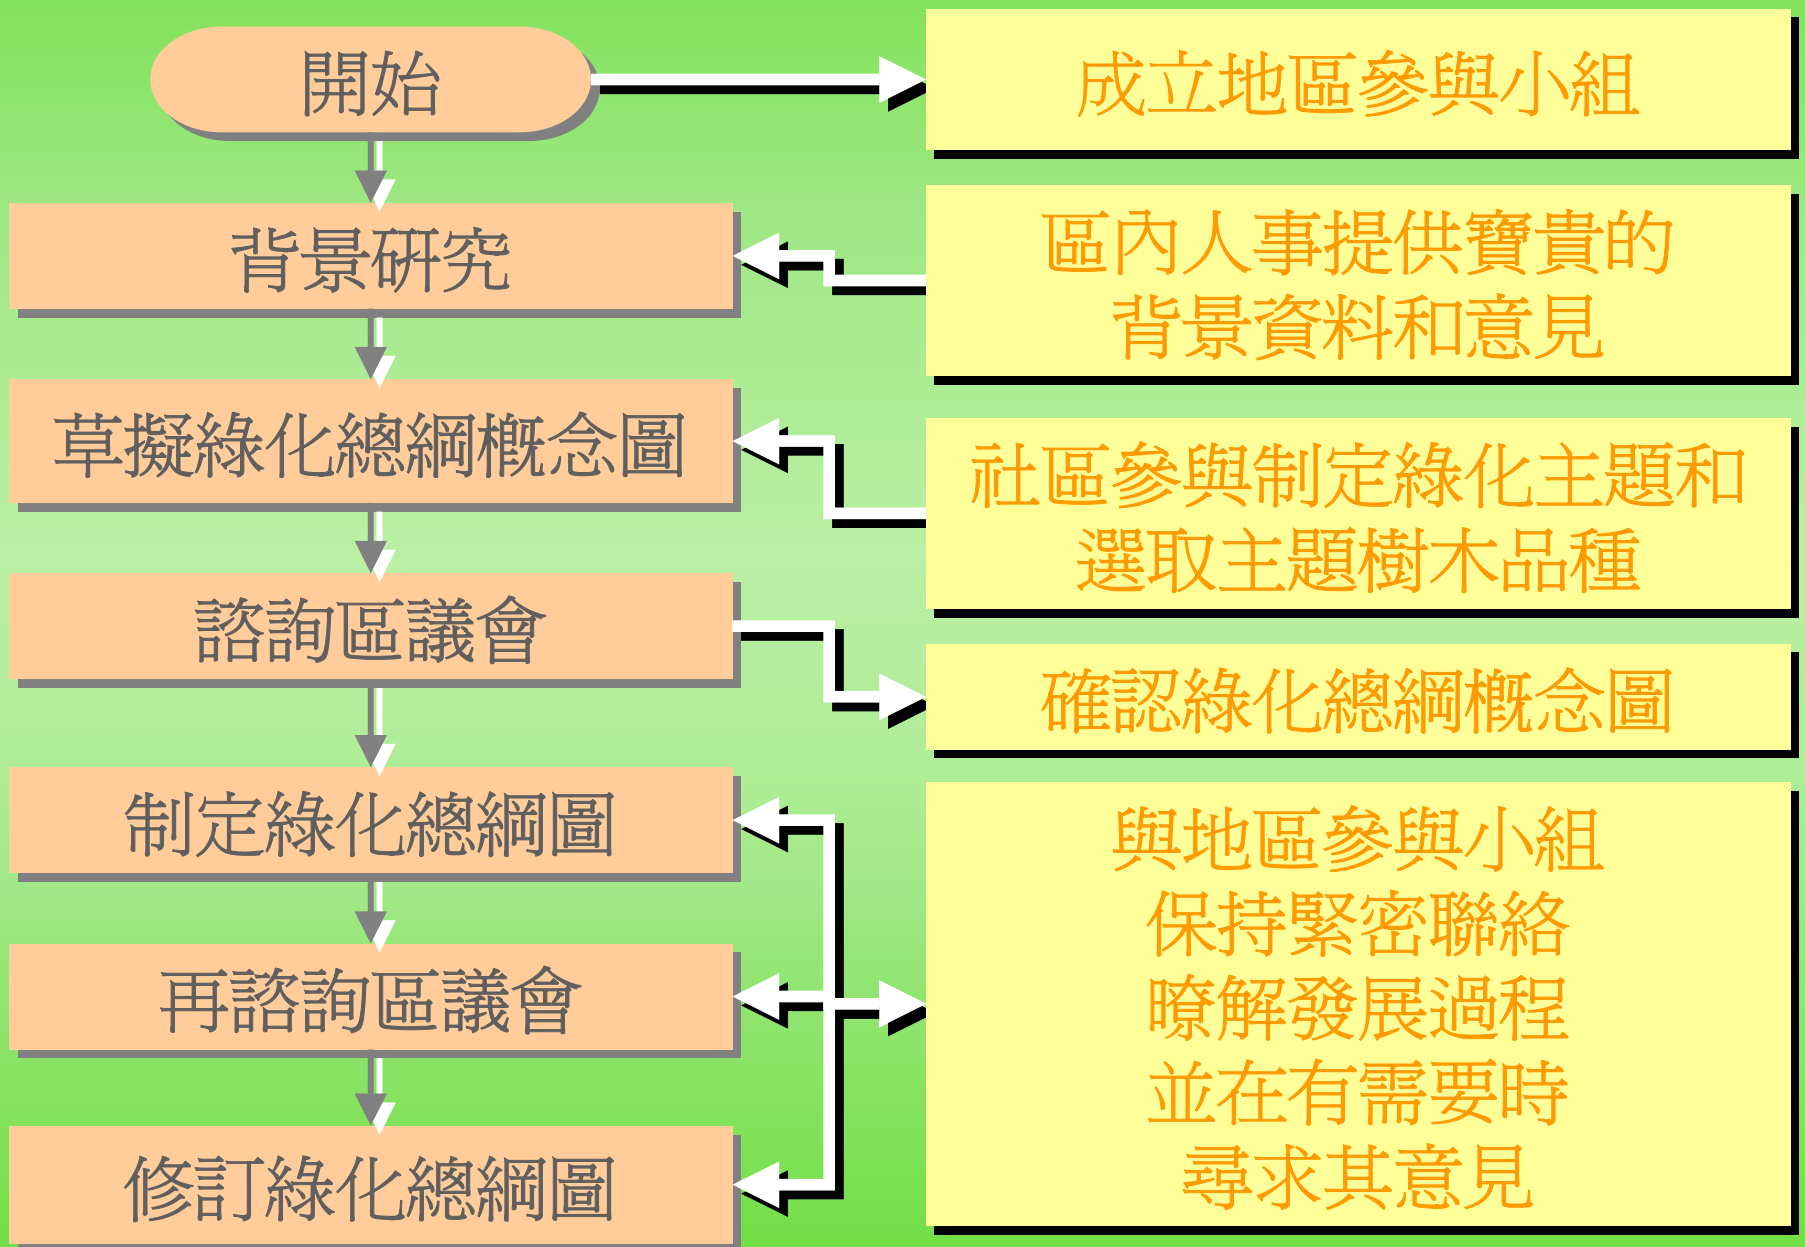 開始
成立地區參與小組
背景研究
區內人事提供寶貴的
背景資料和意見
草擬綠化總綱概念圖
社區參與制定綠化主題和
選取主題樹木品種
諮詢區議會
確認綠化總綱概念圖
制定綠化總綱圖
再諮詢區議會
修訂綠化總綱圖
與地區參與小組
保持緊密聯絡
瞭解發展過程
並在有需要時
尋求其意見